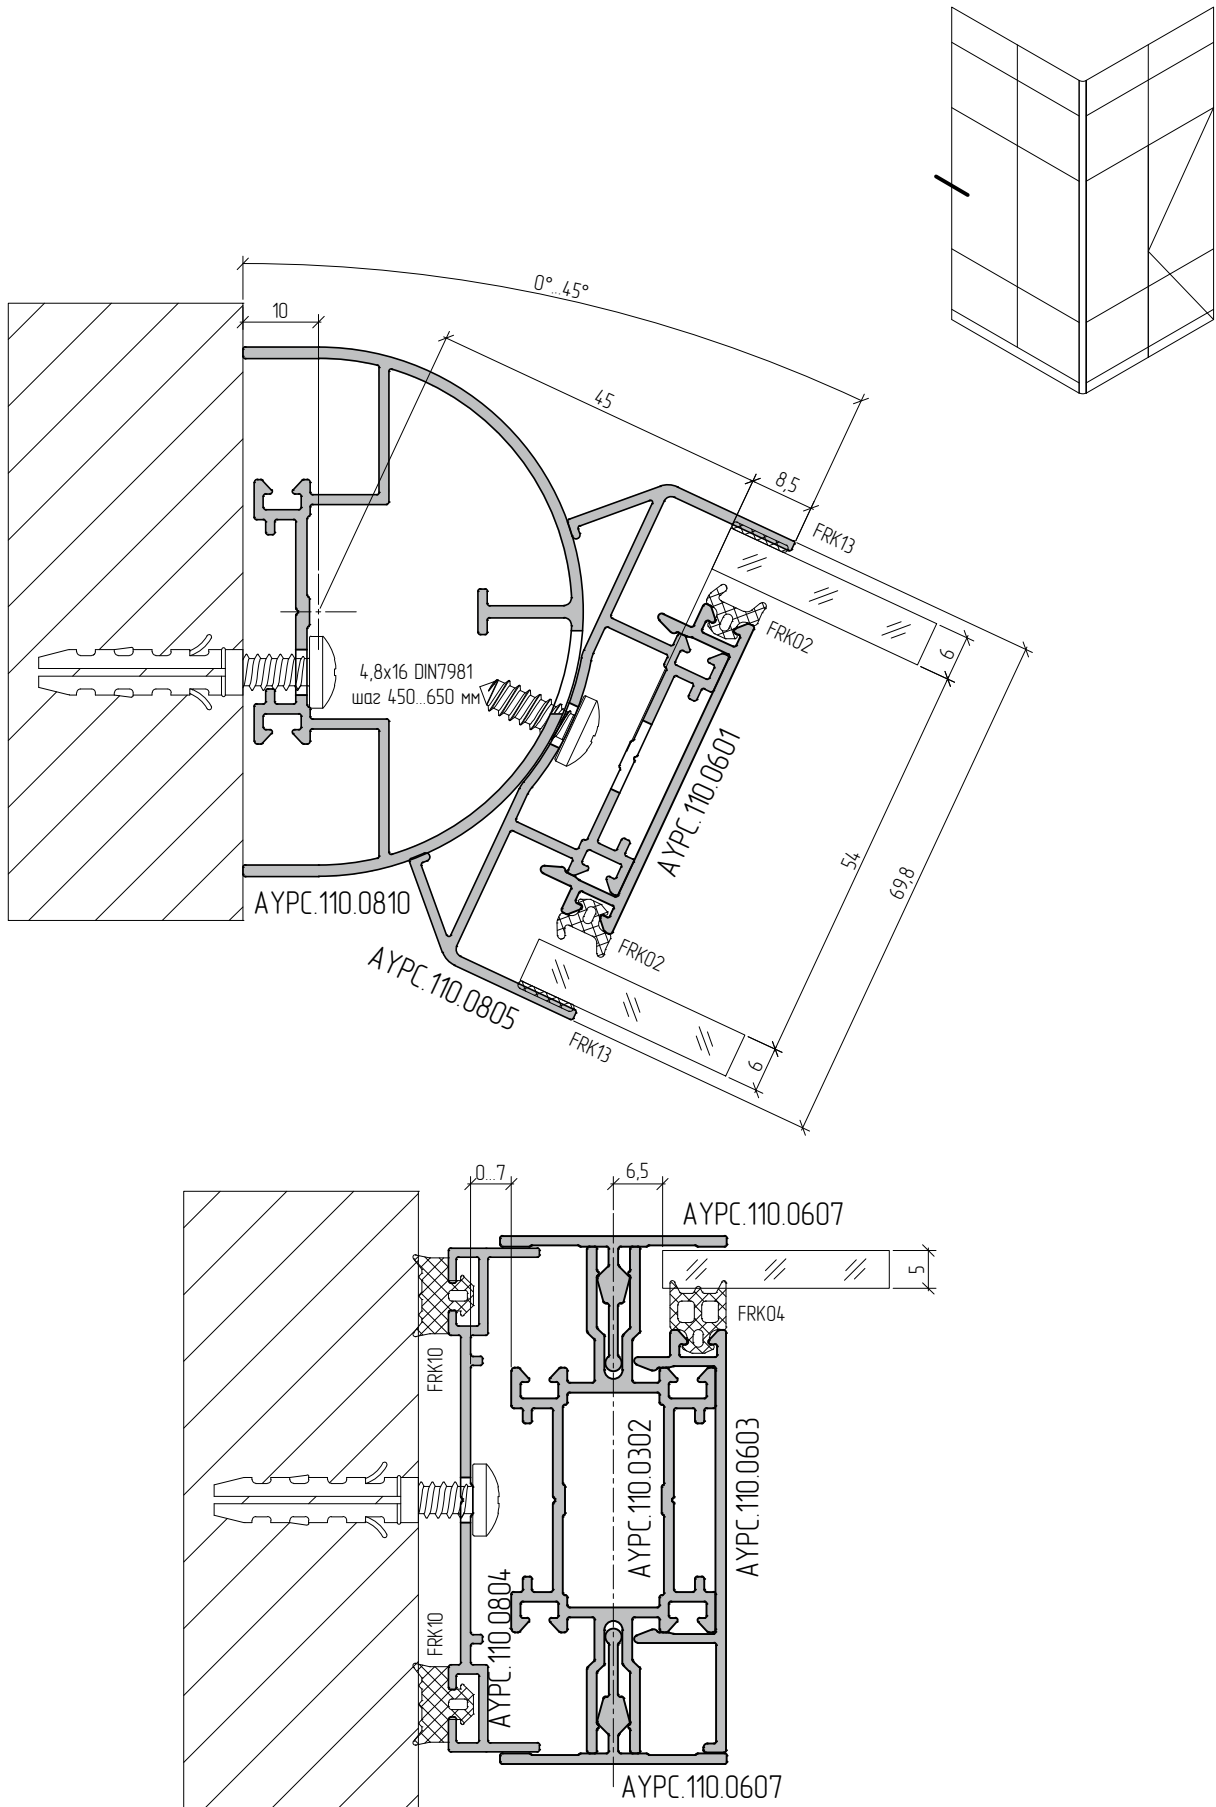 0°...45°
10
45
8,5
FRK13
FRK02
6
4,8x16 DIN7981
шаг 450...650 мм
AYPC.110.0601
54
69,8
AYPC.110.0810
FRK02
AYPC.110.0805
FRK13
6
0...7
6,5
AYPC.110.0607
5
FRK04
FRK10
AYPC.110.0302
AYPC.110.0603
AYPC.110.0804
FRK10
AYPC.110.0607